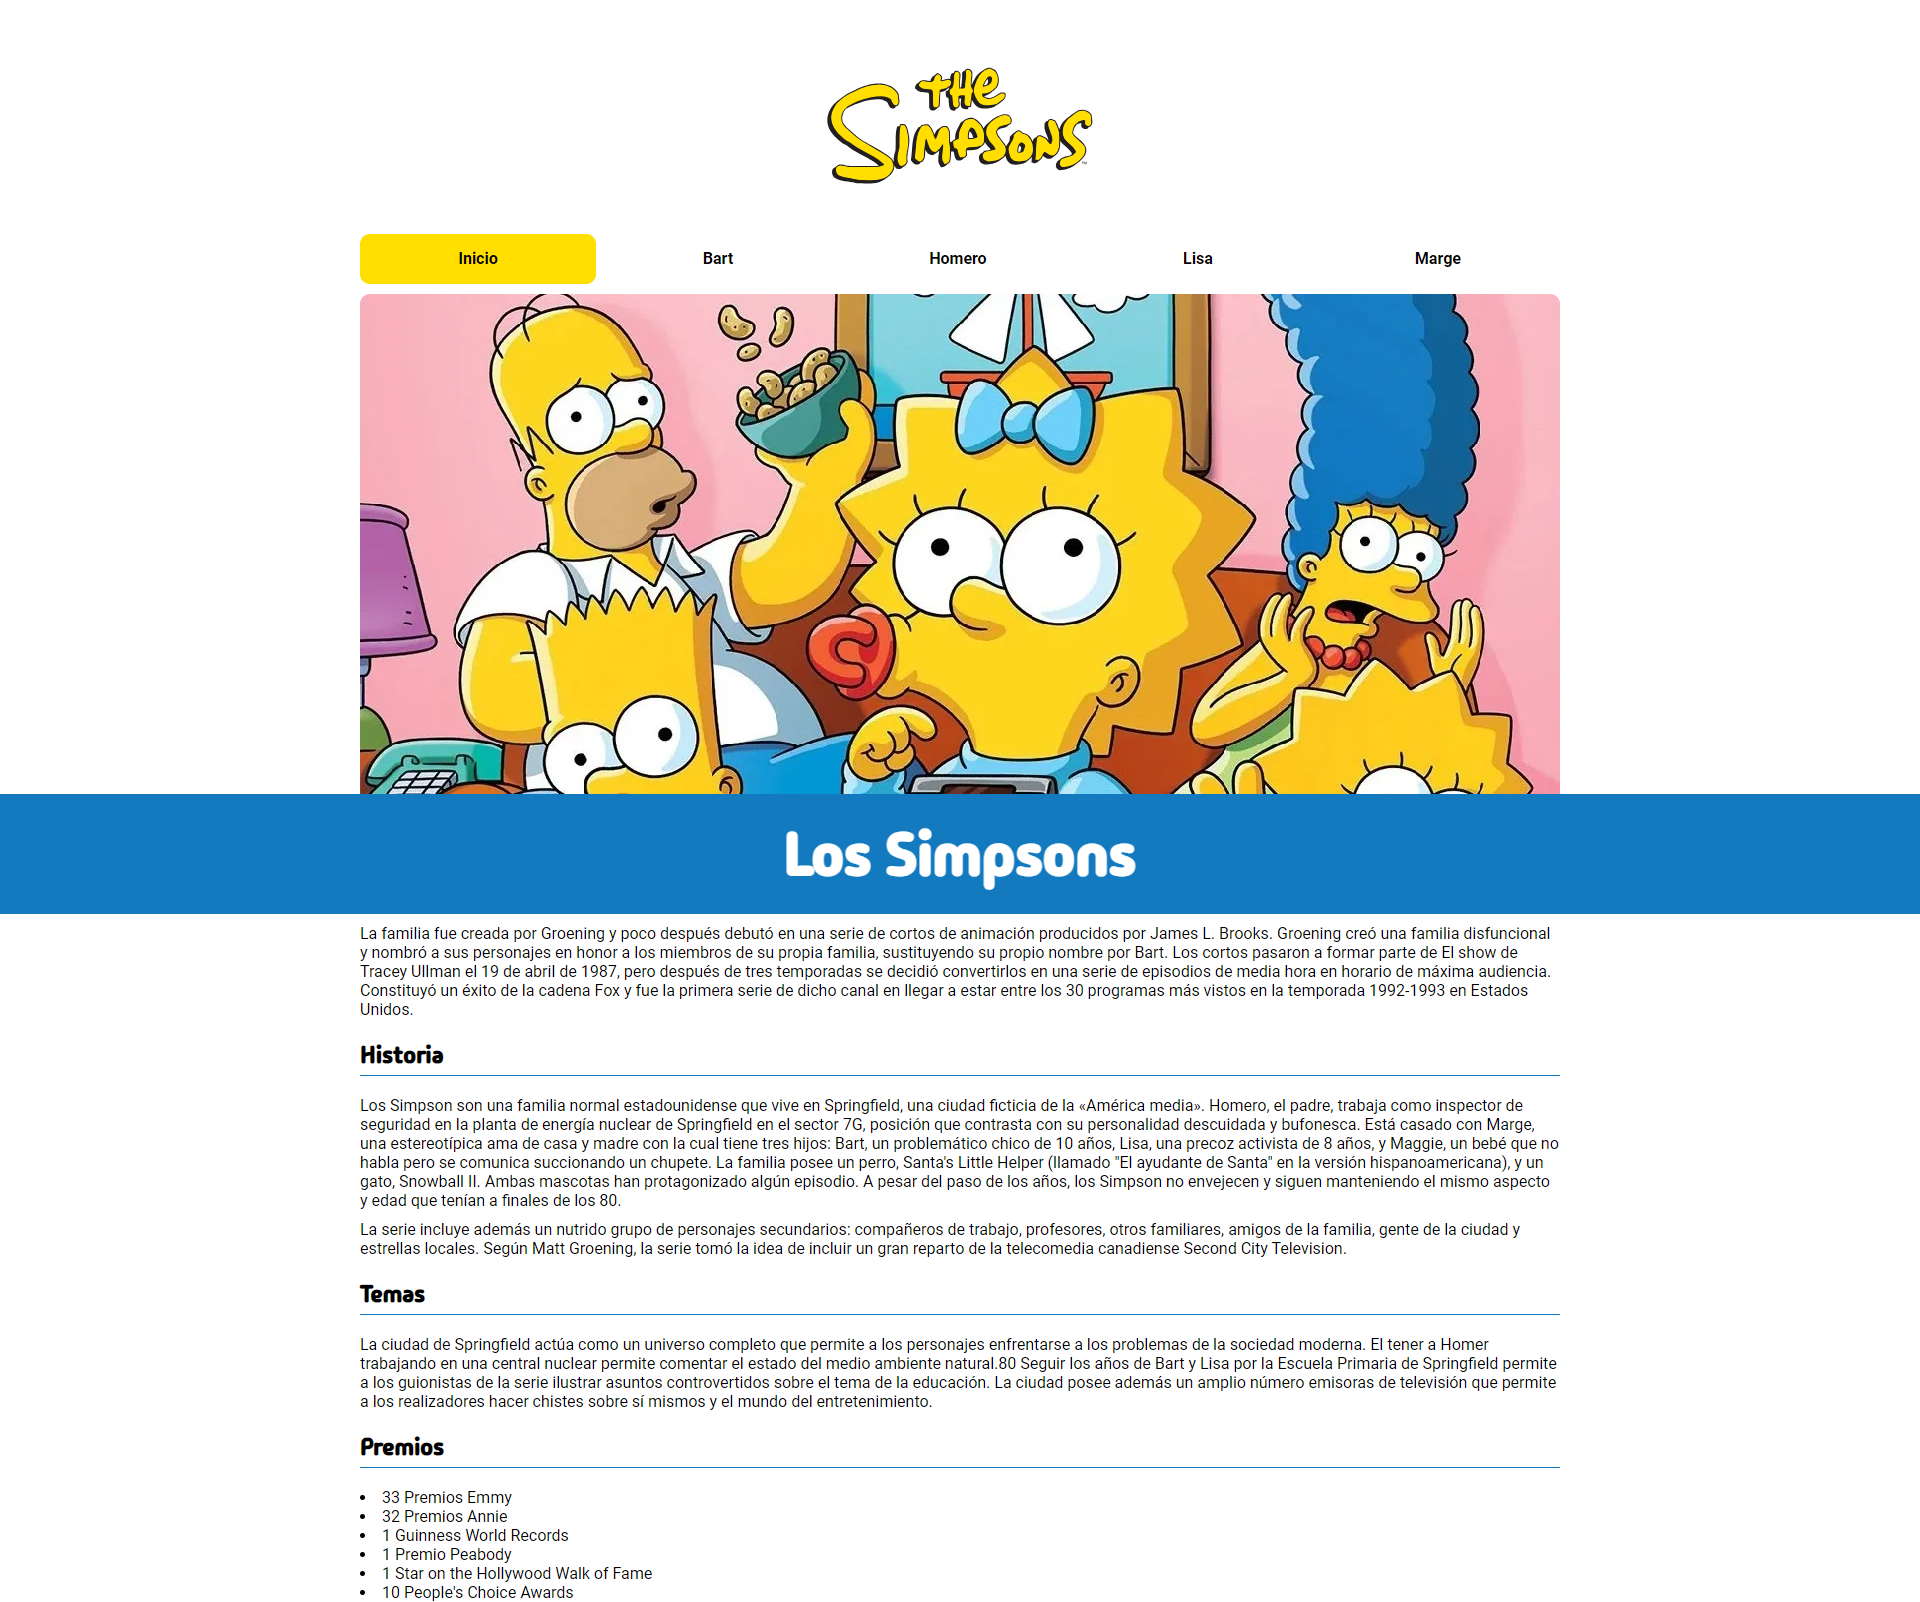 THE
SIMPSONS
TM
Inicio
Bart
Homero
Lisa
Marge
Los Simpsons
La familia fue creada por Groening y poco después debutó en una serie de cortos de animación producidos por James L. Brooks. Groening creó una familia disfuncional
y nombró a sus personajes en honor a los miembros de su propia familia, sustituyendo su propio nombre por Bart. Los cortos pasaron a formar parte de El show de
Tracey Ullman el 19 de abril de 1987, pero después de tres temporadas se decidió convertirlos en una serie de episodios de media hora en horario de máxima audiencia.
Constituyó un éxito de la cadena Fox y fue la primera serie de dicho canal en llegar a estar entre los 30 programas más vistos en la temporada 1992-1993 en Estados
Unidos.
Historia
Los Simpson son una familia normal estadounidense que vive en Springfield, una ciudad ficticia de la «América media». Homero, el padre, trabaja como inspector de
seguridad en la planta de energía nuclear de Springfield en el sector 7G, posición que contrasta con su personalidad descuidada y bufonesca. Está casado con Marge,
una estereotípica ama de casa y madre con la cual tiene tres hijos: Bart, un problemático chico de 10 años, Lisa, una precoz activista de 8 años, y Maggie, un bebé que no
habla pero se comunica succionando un chupete. La familia posee un perro, Santa's Little Helper (llamado "El ayudante de Santa" en la versión hispanoamericana), y un
gato, Snowball II. Ambas mascotas han protagonizado algún episodio. A pesar del paso de los años, los Simpson no envejecen y siguen manteniendo el mismo aspecto
y edad que tenían a finales de los 80.
La serie incluye además un nutrido grupo de personajes secundarios: compañeros de trabajo, profesores, otros familiares, amigos de la familia, gente de la ciudad y
estrellas locales. Según Matt Groening, la serie tomó la idea de incluir un gran reparto de la telecomedia canadiense Second City Television.
Temas
La ciudad de Springfield actúa como un universo completo que permite a los personajes enfrentarse a los problemas de la sociedad moderna. El tener a Homer
trabajando en una central nuclear permite comentar el estado del medio ambiente natural.80 Seguir los años de Bart y Lisa por la Escuela Primaria de Springfield permite
a los guionistas de la serie ilustrar asuntos controvertidos sobre el tema de la educación. La ciudad posee además un amplio número emisoras de televisión que permite
a los realizadores hacer chistes sobre sí mismos y el mundo del entretenimiento.
Premios
• 33 Premios Emmy
• 32 Premios Annie
• 1 Guinness World Records
• 1 Premio Peabody
• 1 Star on the Hollywood Walk of Fame
• 10 People's Choice Awards